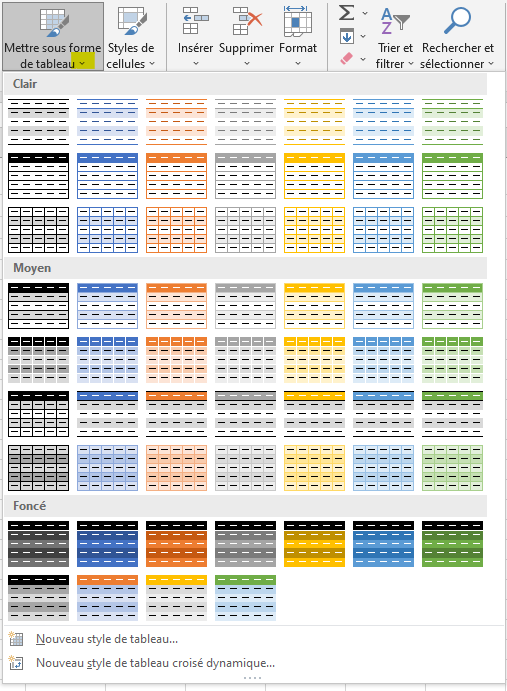 Mettre sous forme de tableau
Styles de cellules
Insérer
Supprimer
Format
Trier et filtrer
Rechercher et sélectionner
Clair
Moyen
Foncé
Nouveau style de tableau...
Nouveau style de tableau croisé dynamique...